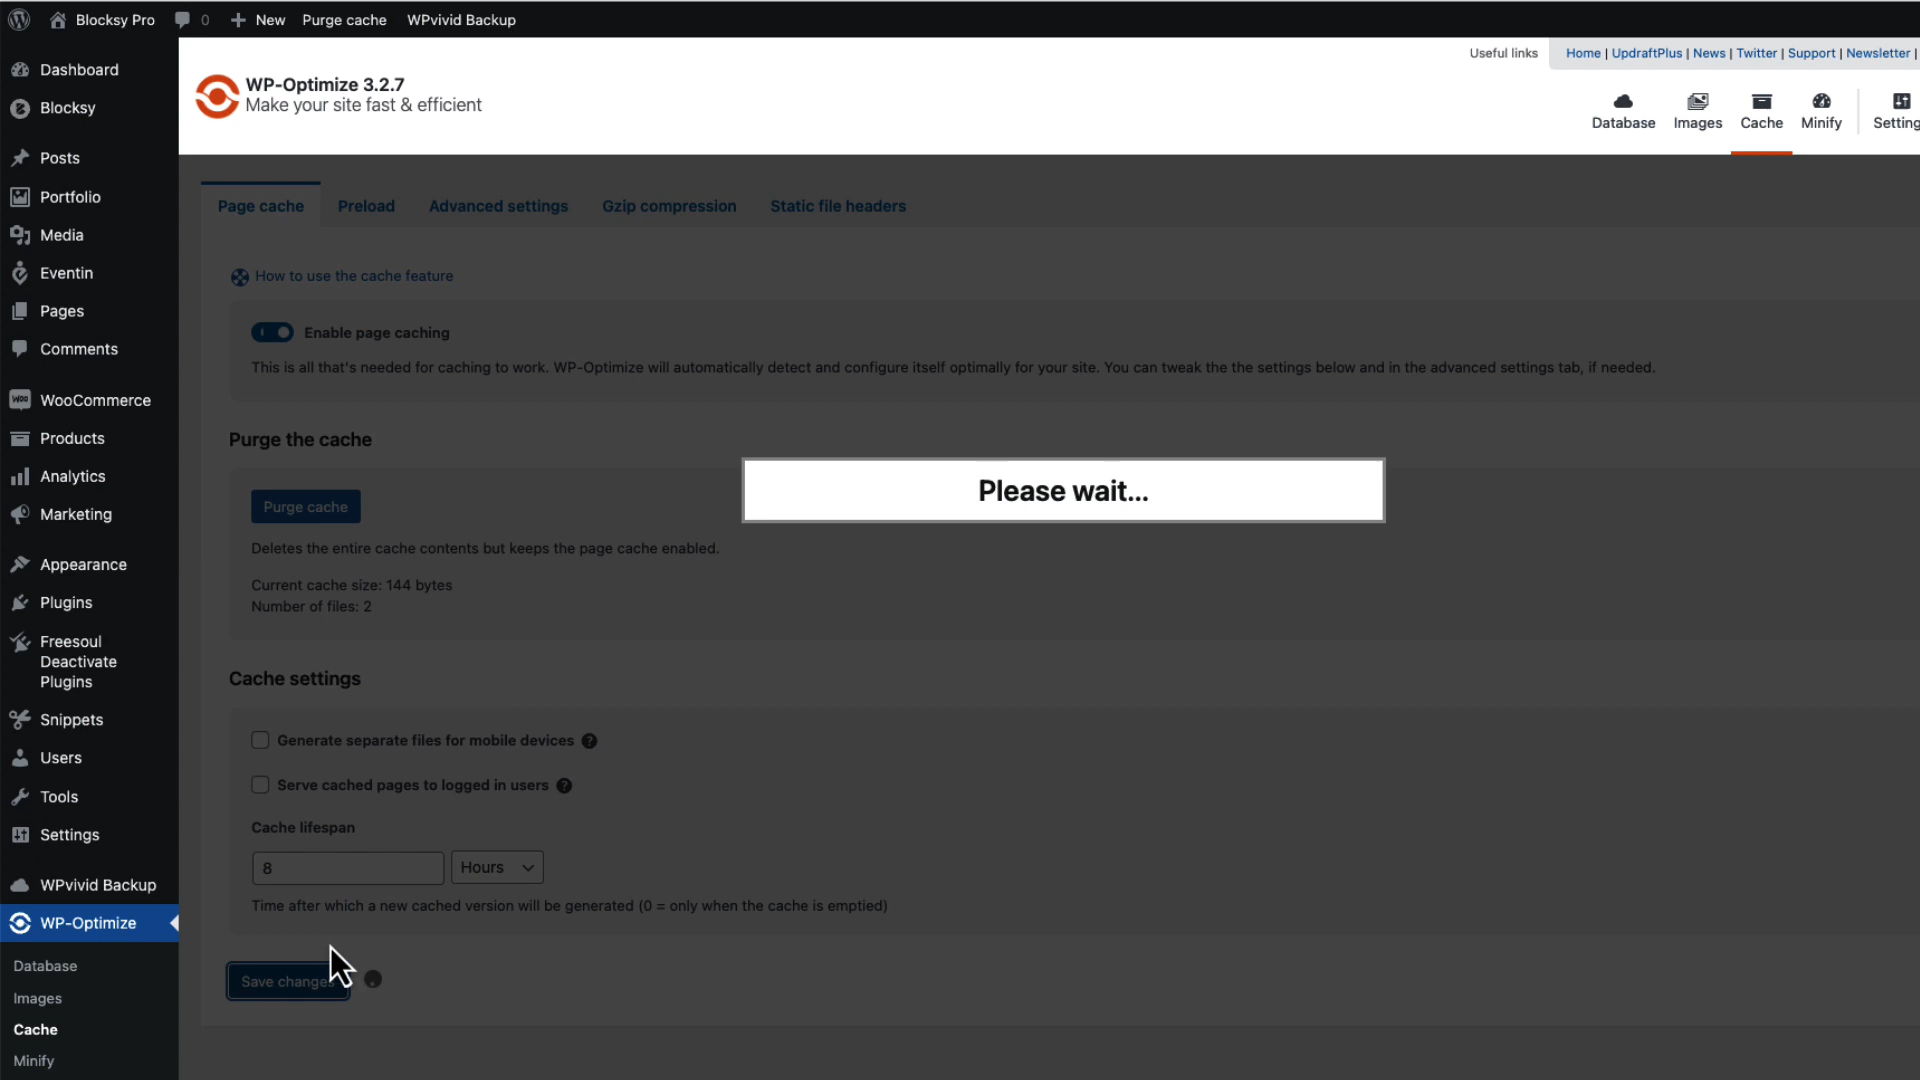 Blocksy Pro
0
New
Purge cache
WPvivid Backup
Dashboard
Blocksy
Posts
Portfolio
Media
Eventin
Pages
Comments
WooCommerce
Products
Analytics
Marketing
Appearance
Plugins
Freesoul
Deactivate
Plugins
Snippets
Users
Tools
Settings
WPvivid Backup
WP-Optimize
Database
Images
Cache
Minify
Useful links
Home | UpdraftPlus | News | Twitter | Support | Newsletter |
WP-Optimize 3.2.7
Make your site fast & efficient
Database
Images
Cache
Minify
Setting
Page cache
Preload
Advanced settings
Gzip compression
Static file headers
How to use the cache feature
Enable page caching
This is all that's needed for caching to work. WP-Optimize will automatically detect and configure itself optimally for your site. You can tweak the the settings below and in the advanced settings tab, if needed.
Purge the cache
Please wait...
Purge cache
Deletes the entire cache contents but keeps the page cache enabled.
Current cache size: 144 bytes
Number of files: 2
Cache settings
Generate separate files for mobile devices
Serve cached pages to logged in users
Cache lifespan
8
Hours
Time after which a new cached version will be generated (0 = only when the cache is emptied)
Save changes